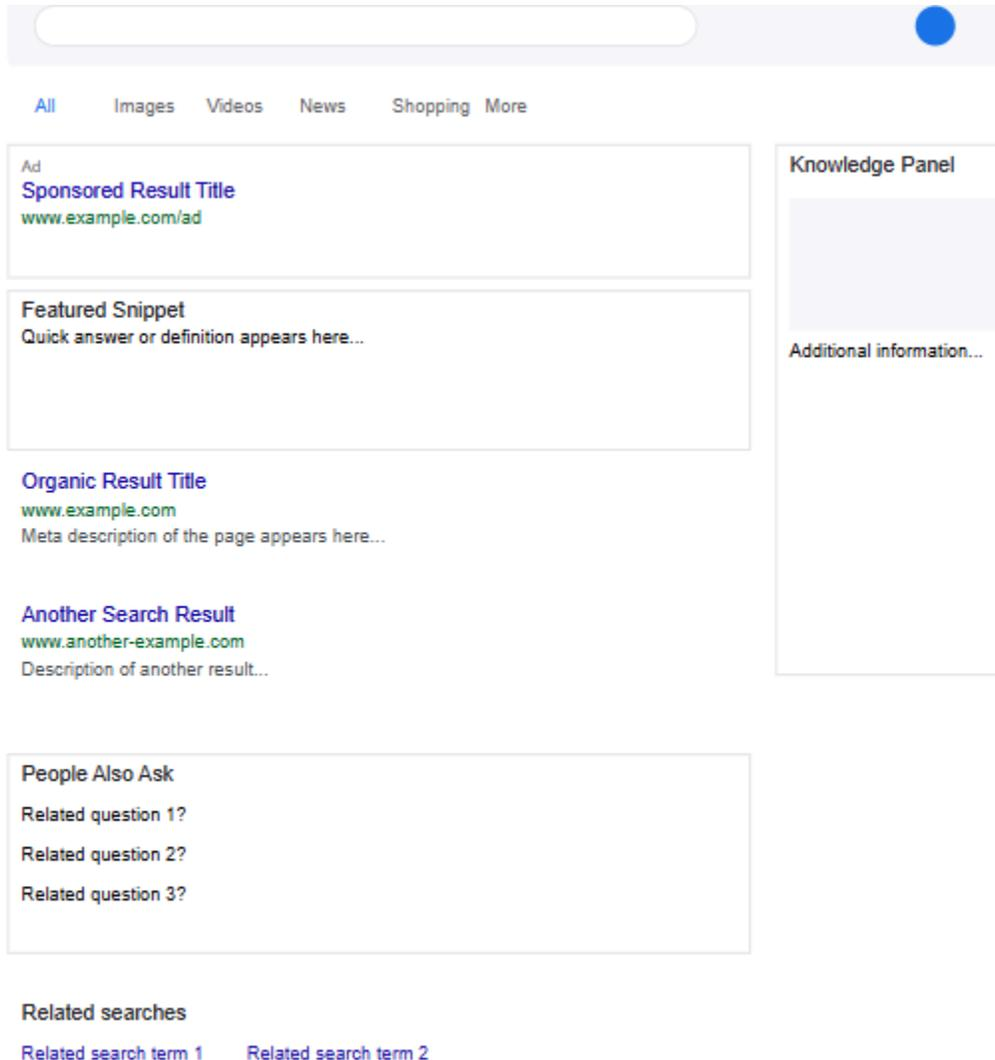 All Images Videos News Shopping More
Ad
Sponsored Result Title
www.example.com/ad
Featured Snippet
Quick answer or definition appears here...
Organic Result Title
www.example.com
Meta description of the page appears here...
Another Search Result
www.another-example.com
Description of another result...
People Also Ask
Related question 1?
Related question 2?
Related question 3?
Related searches
Related search term 1 Related search term 2
Knowledge Panel
Additional information...